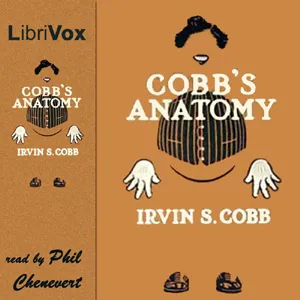 LibriVox
COBB'S
ANATOMY
IRVIN S. COBB
read by Phil
Chenevert
COBB'S
ANATOMY
IRVIN S. COBB